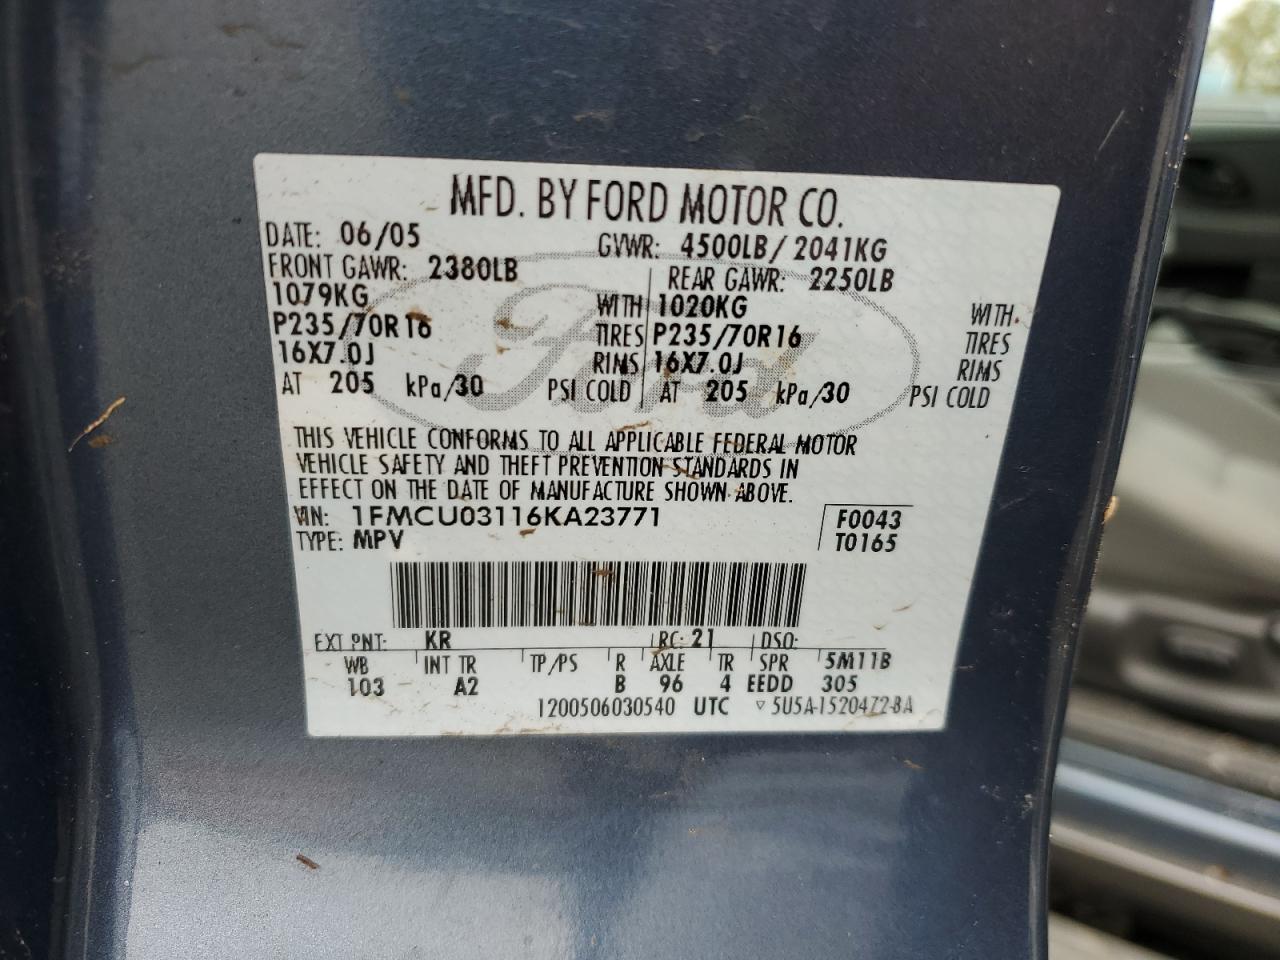 MFD. BY FORD MOTOR CO.
DATE: 06/05 GVWR: 4500LB/ 2041KG
FRONT GAWR: 2380LB REAR GAWR: 2250LB
1079KG WITH 1020KG WITH
P235/70R16 TIRES P235/70R16 TIRES
16X7.0J RIMS 16X7.0J RIMS
AT 205 kPa/30 PSI COLD AT 205 kPa/30 PSI COLD
Ford
THIS VEHICLE CONFORMS TO ALL APPLICABLE FEDERAL MOTOR
VEHICLE SAFETY AND THEFT PREVENTION STANDARDS IN
EFFECT ON THE DATE OF MANUFACTURE SHOWN ABOVE.
VIN: 1FMCU03116KA23771 F0043
TYPE: MPV T0165
EXT PNT: KR RC: 21 DSO:
WB INT TR TP/PS R AXLE TR SPR 5M11B
103 A2 B 96 4 EEDD 305
1200506030540 UTC ▿ 5U5A-1520472-BA